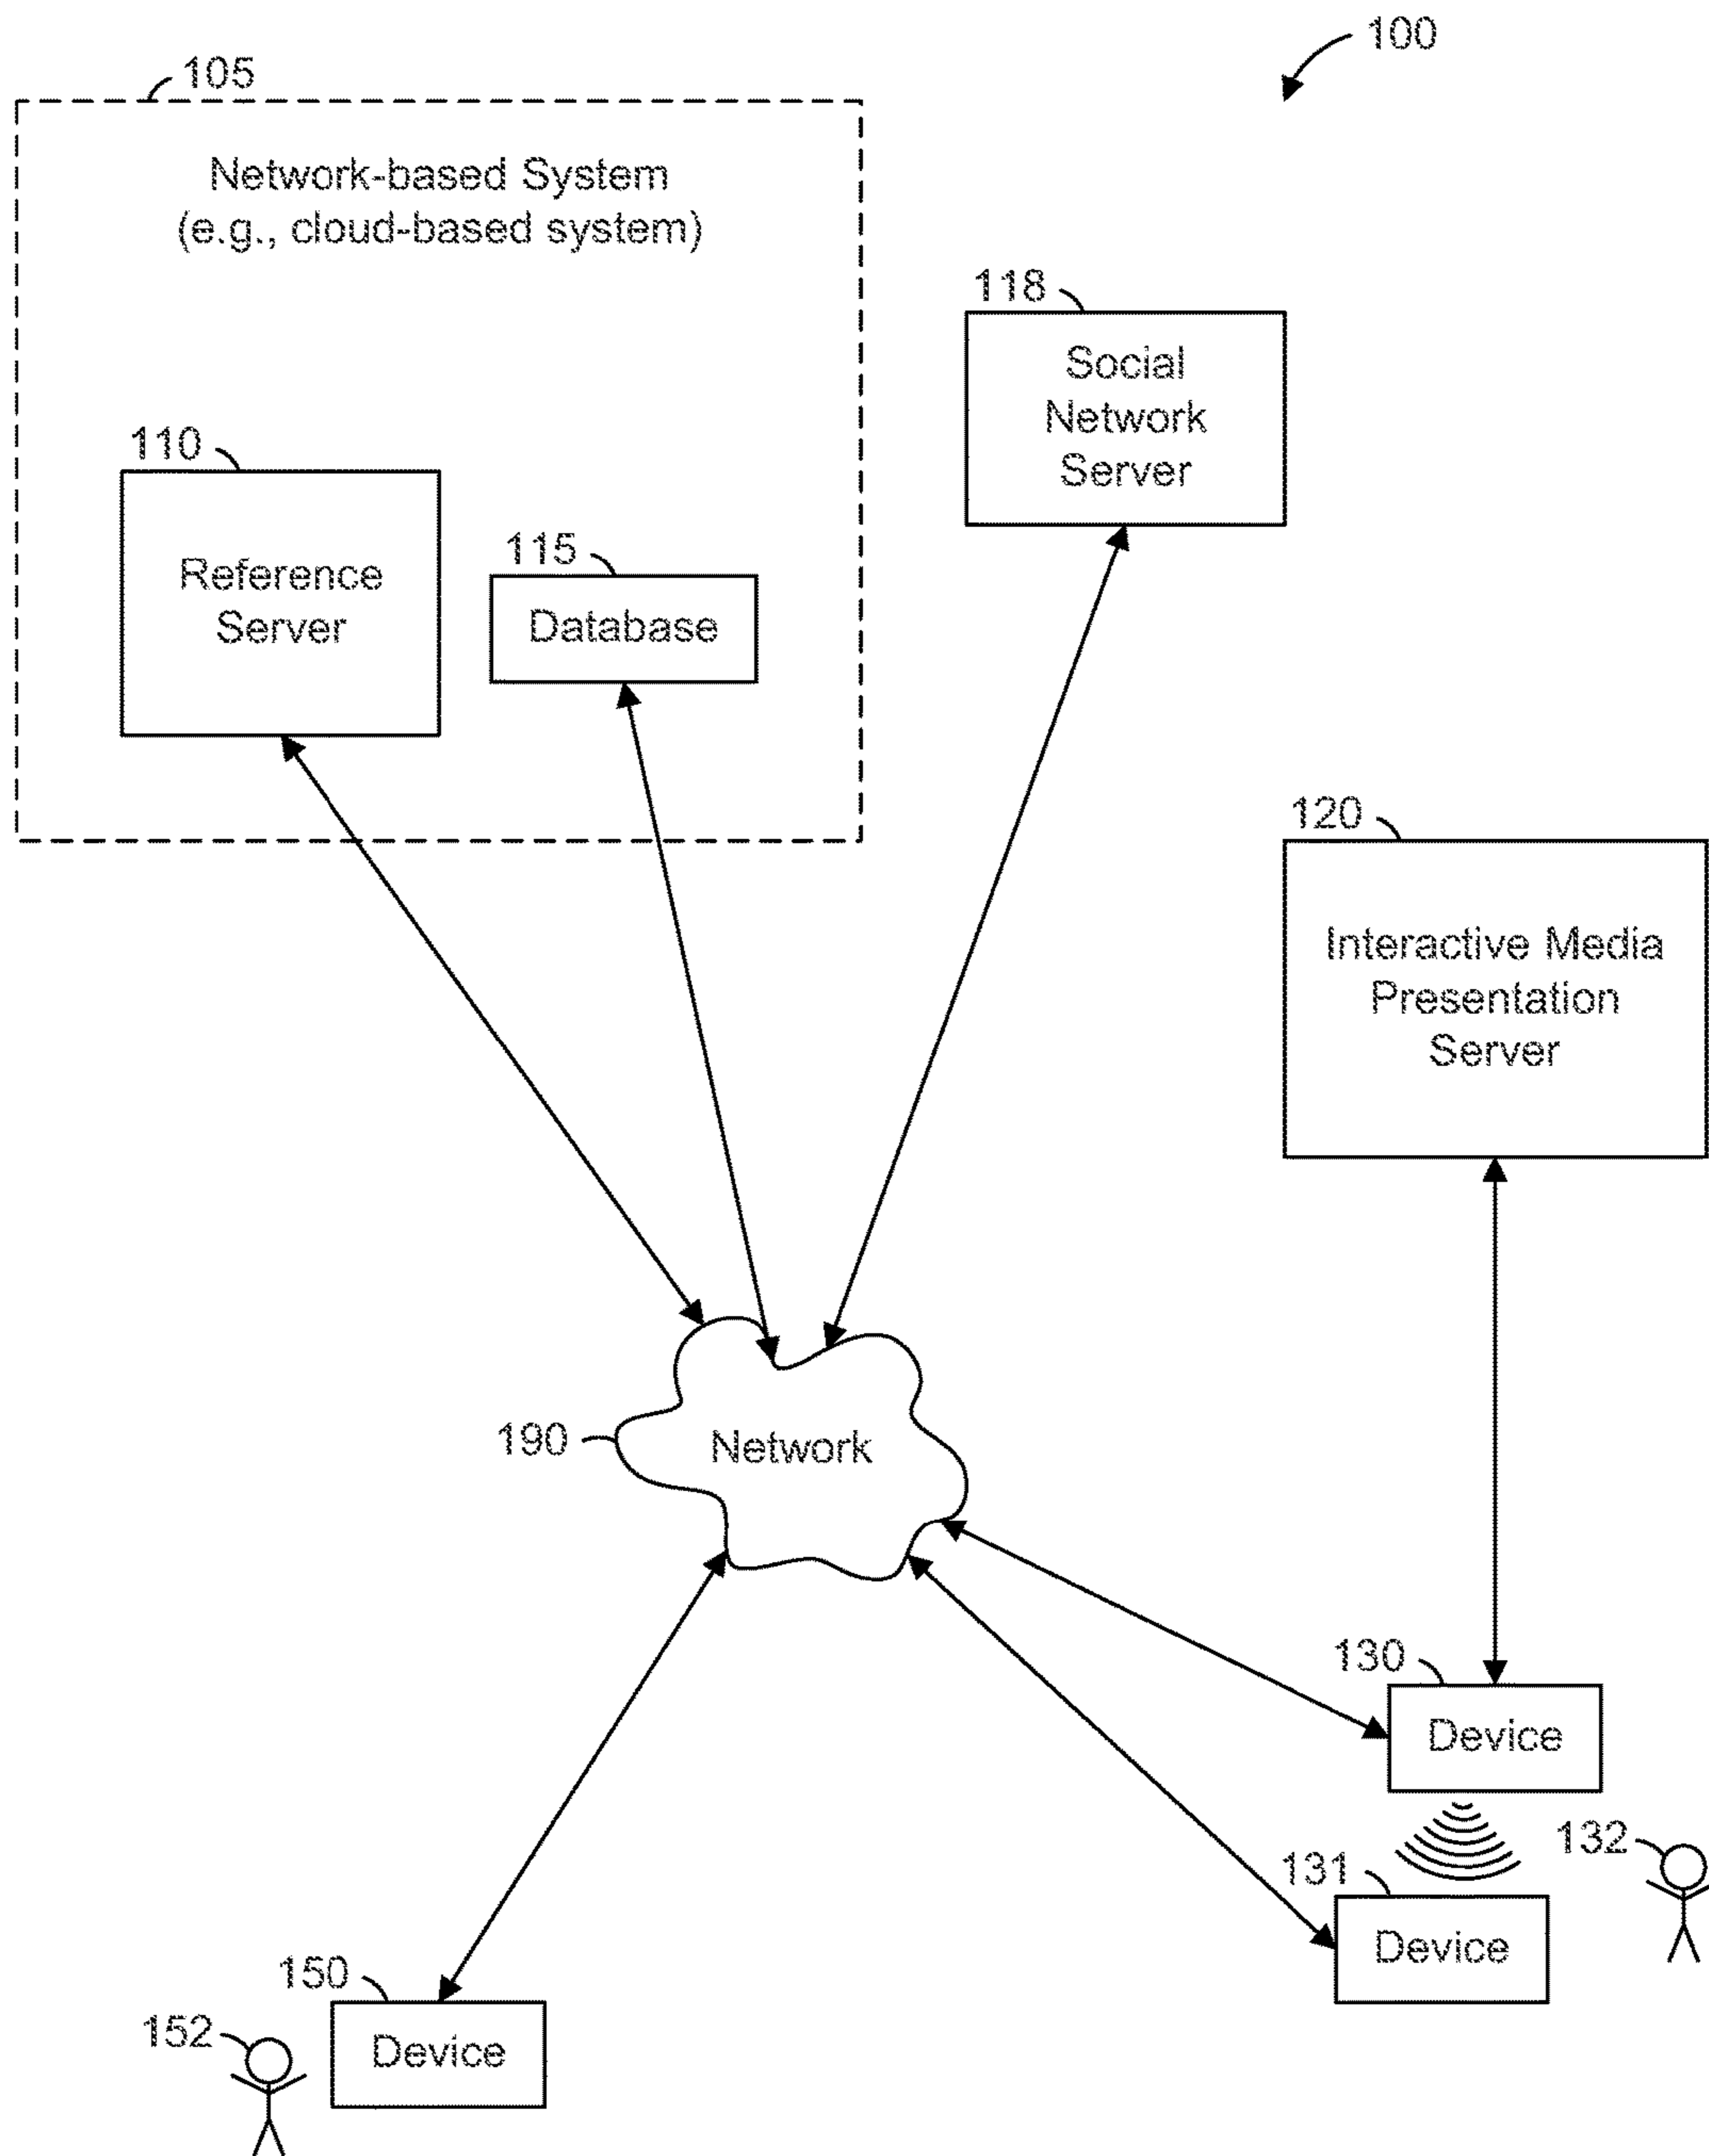 100
105
Network-based System
(e.g., cloud-based system)
118
Social
Network
Server
110
Reference
Server
115
Database
120
Interactive Media
Presentation
Server
190
Network
130
Device
132
131
Device
150
Device
152